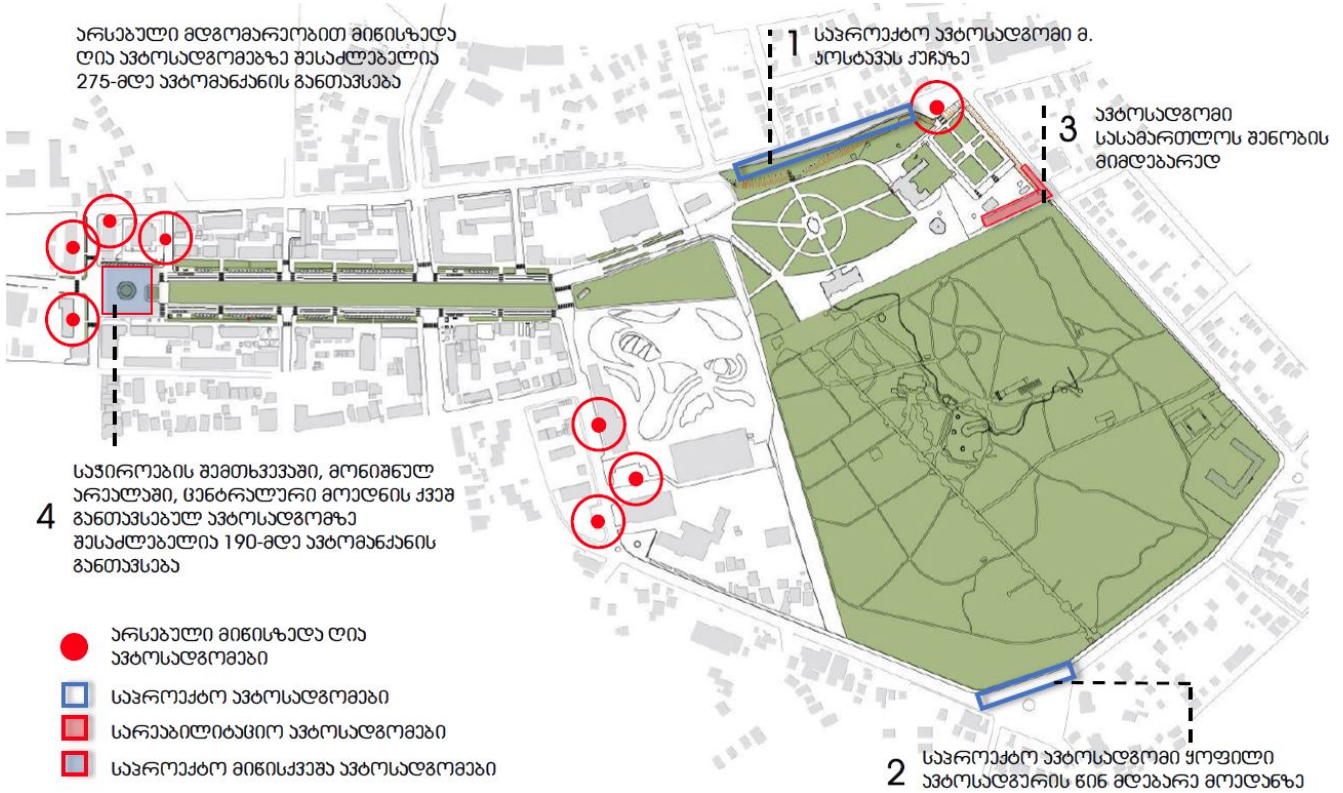 არსებული მდგომარეობით მიწისზედა
ღია ავტოსადგომებზე შესაძლებელია
275-მდე ავტომანქანის განთავსება
1 საპროექტო ავტოსადგომი მ.
კოსტავას ქუჩაზე
3 ავტოსადგომი
სასამართლოს შენობის
მიმდებარედ
4 საჭიროების შემთხვევაში, მონიშნულ
არეალში, ცენტრალური მოედნის ქვეშ
განთავსებულ ავტოსადგომზე
შესაძლებელია 190-მდე ავტომანქანის
განთავსება
არსებული მიწისზედა ღია
ავტოსადგომები
საპროექტო ავტოსადგომები
სარეაბილიტაციო ავტოსადგომები
საპროექტო მიწისქვეშა ავტოსადგომები
2 საპროექტო ავტოსადგომი ყოფილი
ავტოსადგურის წინ მდებარე მოედანზე